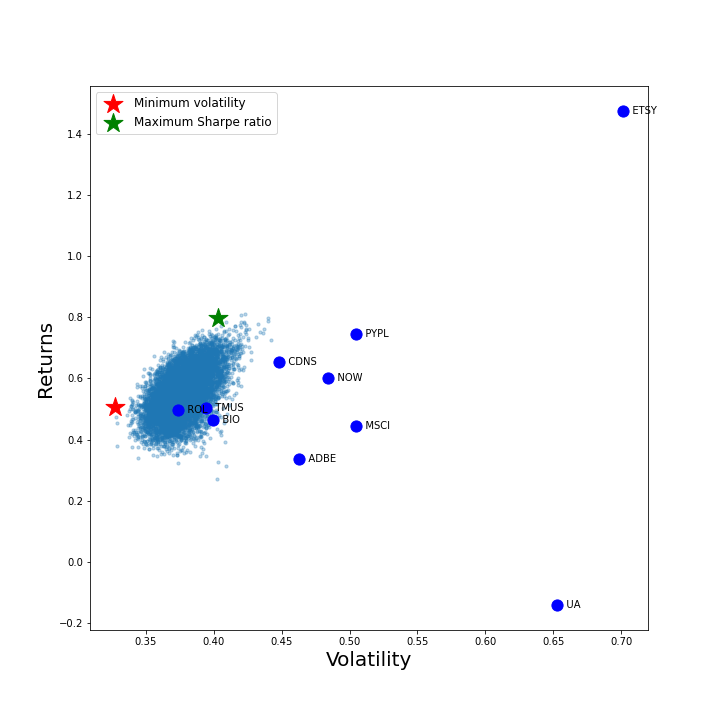 Minimum volatility
Maximum Sharpe ratio
ETSY
1.4
1.2
1.0
0.8
PYPL
CDNS
0.6
NOW
TMUS
BIO
MSCI
0.4
ADBE
0.2
0.0
UA
−0.2
0.35 0.40 0.45 0.50 0.55 0.60 0.65 0.70
Volatility
Returns